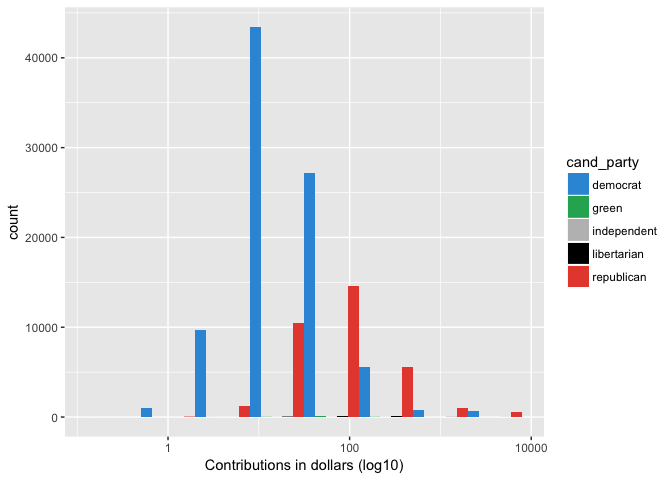 40000
30000
20000
10000
0
count
1
100
10000
Contributions in dollars (log10)
cand_party
democrat
green
independent
libertarian
republican